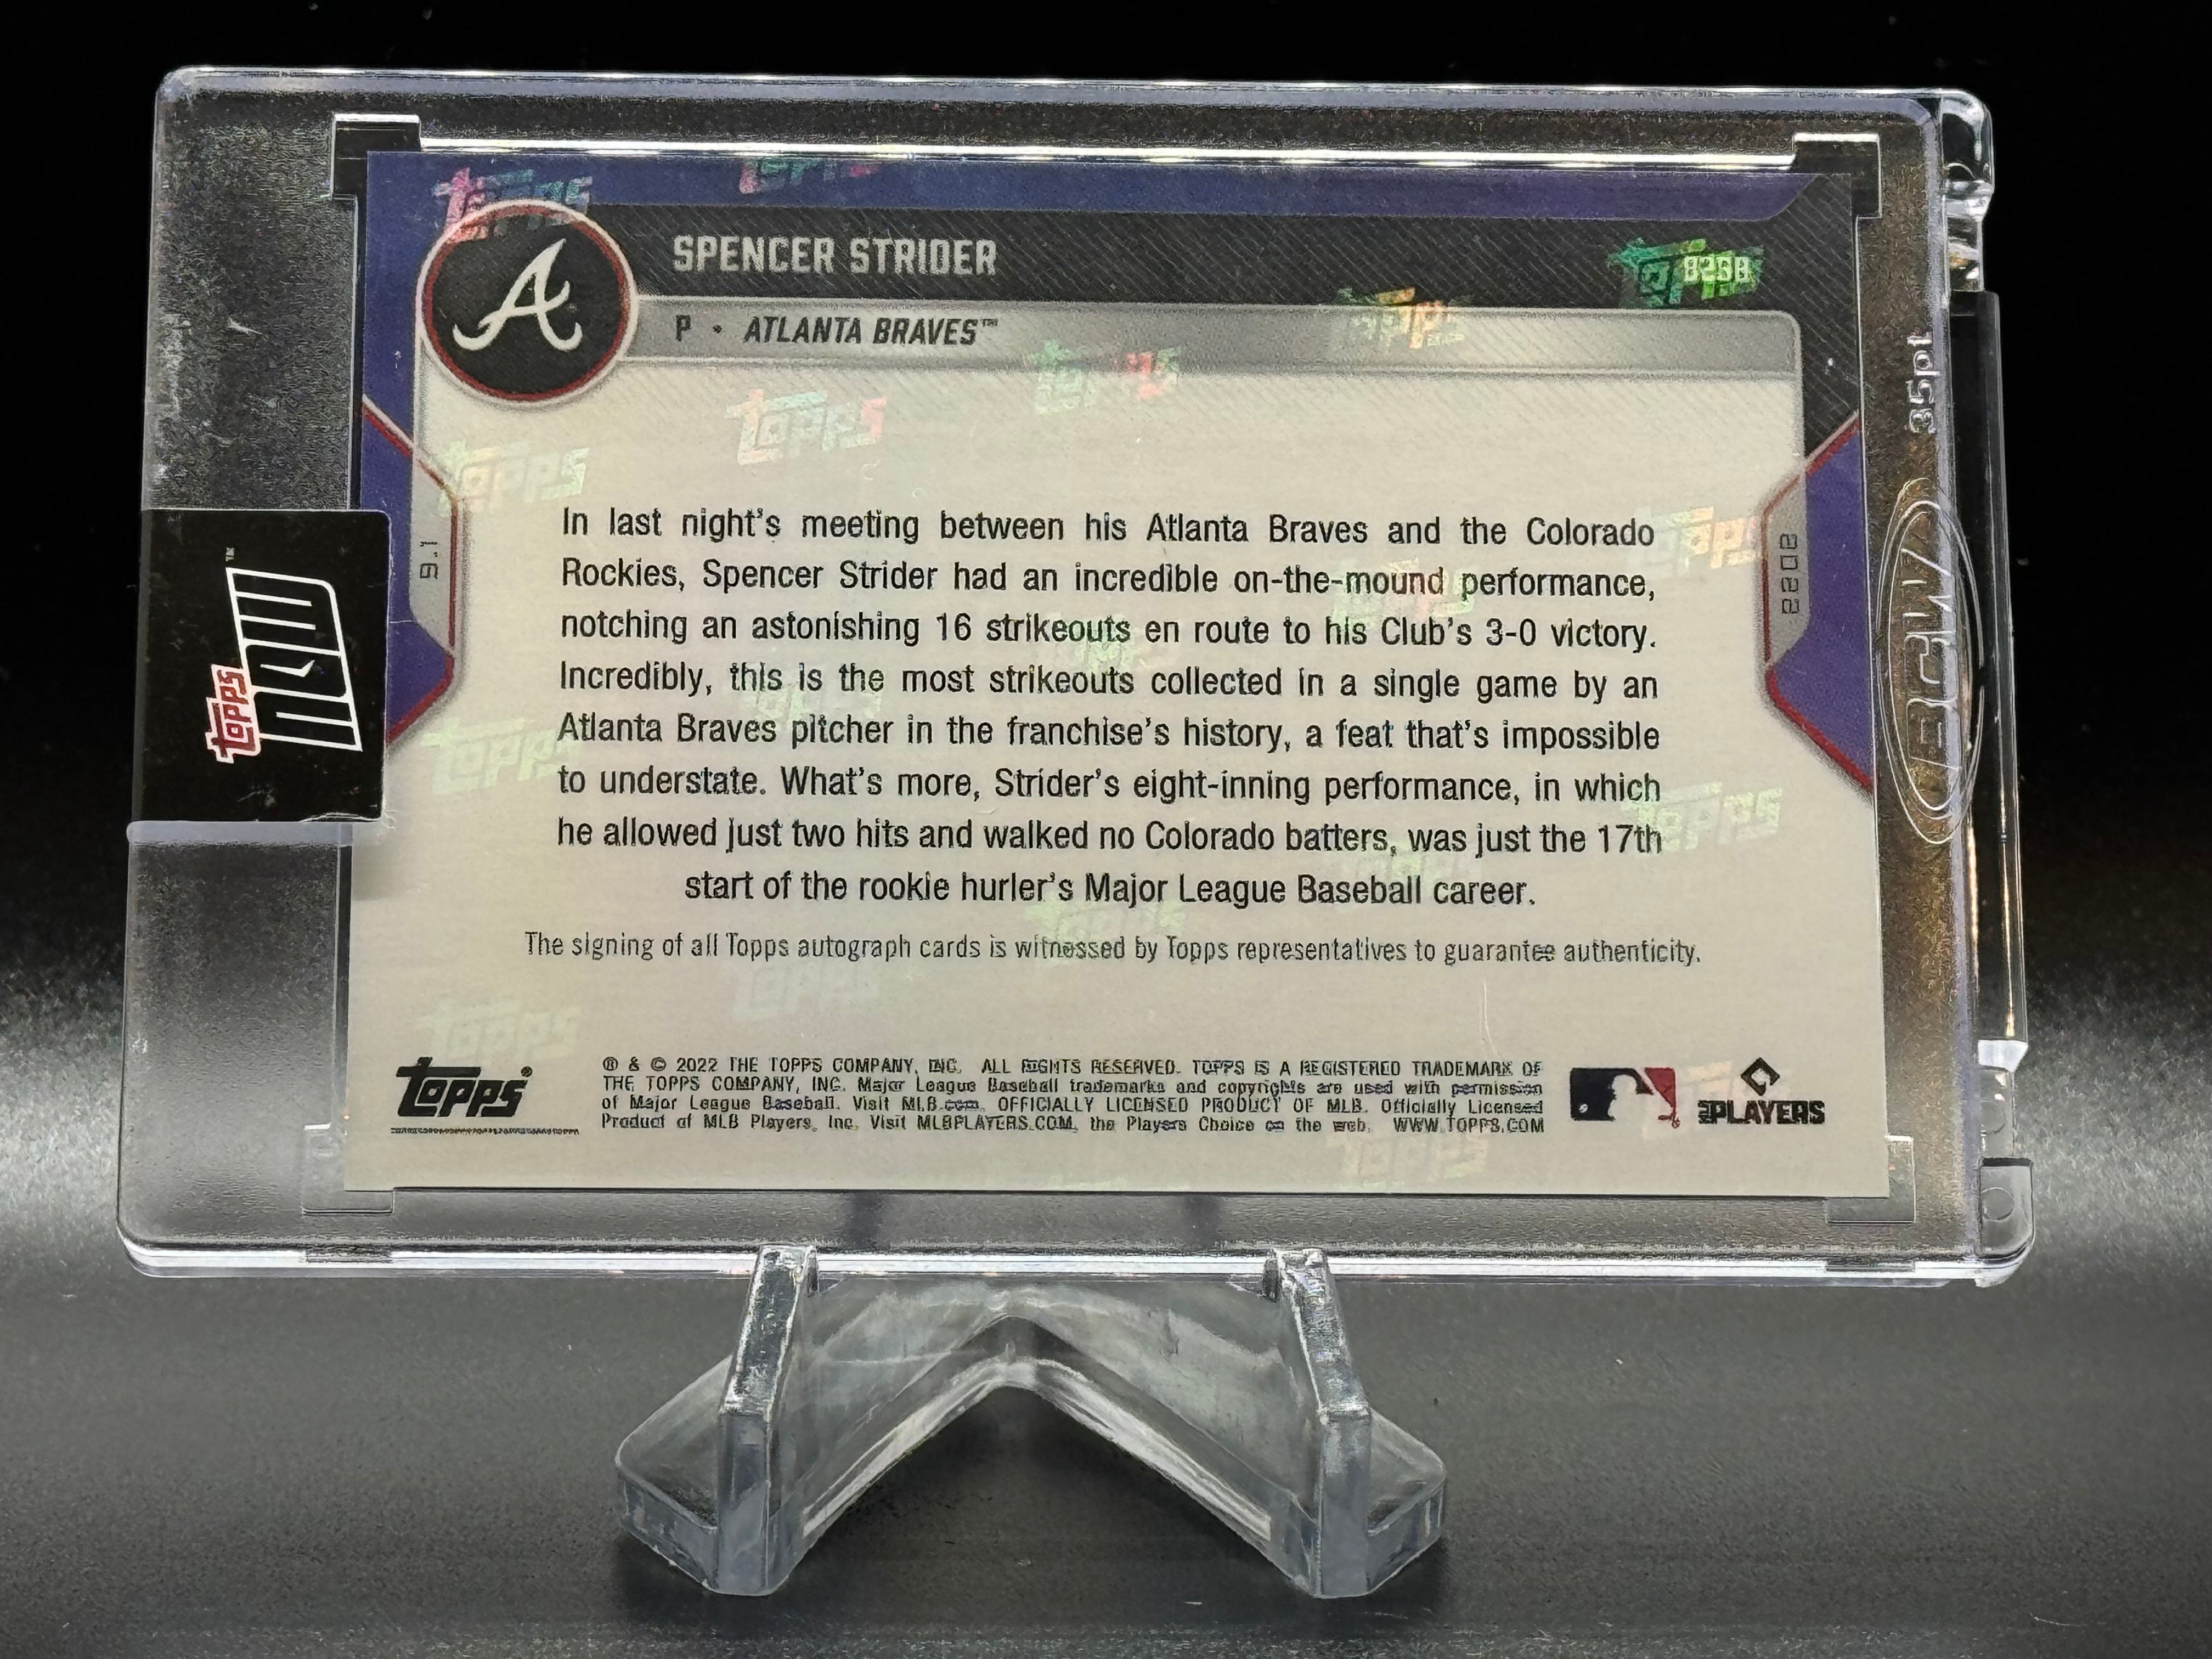 SPENCER STRIDER
P • ATLANTA BRAVES™
topps
9.1
2022
35pt
BCW
topps now™
In last night's meeting between his Atlanta Braves and the Colorado
Rockies, Spencer Strider had an incredible on-the-mound performance,
notching an astonishing 16 strikeouts en route to his Club's 3-0 victory.
Incredibly, this is the most strikeouts collected in a single game by an
Atlanta Braves pitcher in the franchise's history, a feat that's impossible
to understate. What's more, Strider's eight-inning performance, in which
he allowed just two hits and walked no Colorado batters, was just the 17th
start of the rookie hurler's Major League Baseball career.
The signing of all Topps autograph cards is witnessed by Topps representatives to guarantee authenticity.
topps®
® & © 2022 THE TOPPS COMPANY, INC. ALL RIGHTS RESERVED. TOPPS IS A REGISTERED TRADEMARK OF
THE TOPPS COMPANY, INC. Major League Baseball trademarks and copyrights are used with permission
of Major League Baseball. Visit MLB.com. OFFICIALLY LICENSED PRODUCT OF MLB. Officially Licensed
Product of MLB Players, Inc. Visit MLBPLAYERS.COM, the Players Choice on the web. WWW.TOPPS.COM
PLAYERS